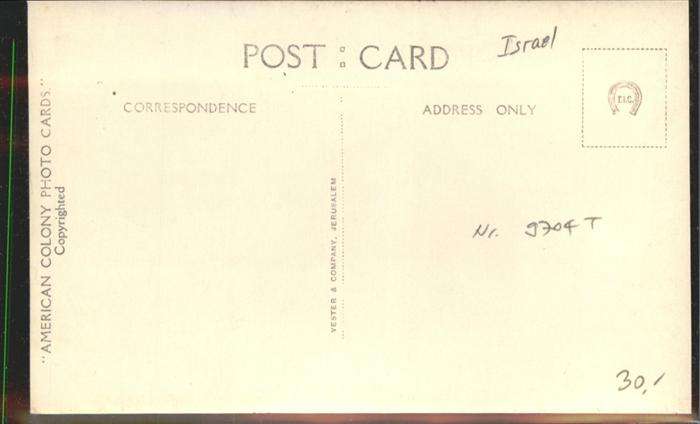 POST : CARD
Israel
CORRESPONDENCE
ADDRESS ONLY
T.I.C.
"AMERICAN COLONY PHOTO CARDS"
Copyrighted
VESTER & COMPANY, JERUSALEM
Nr. 9704 T
30,-